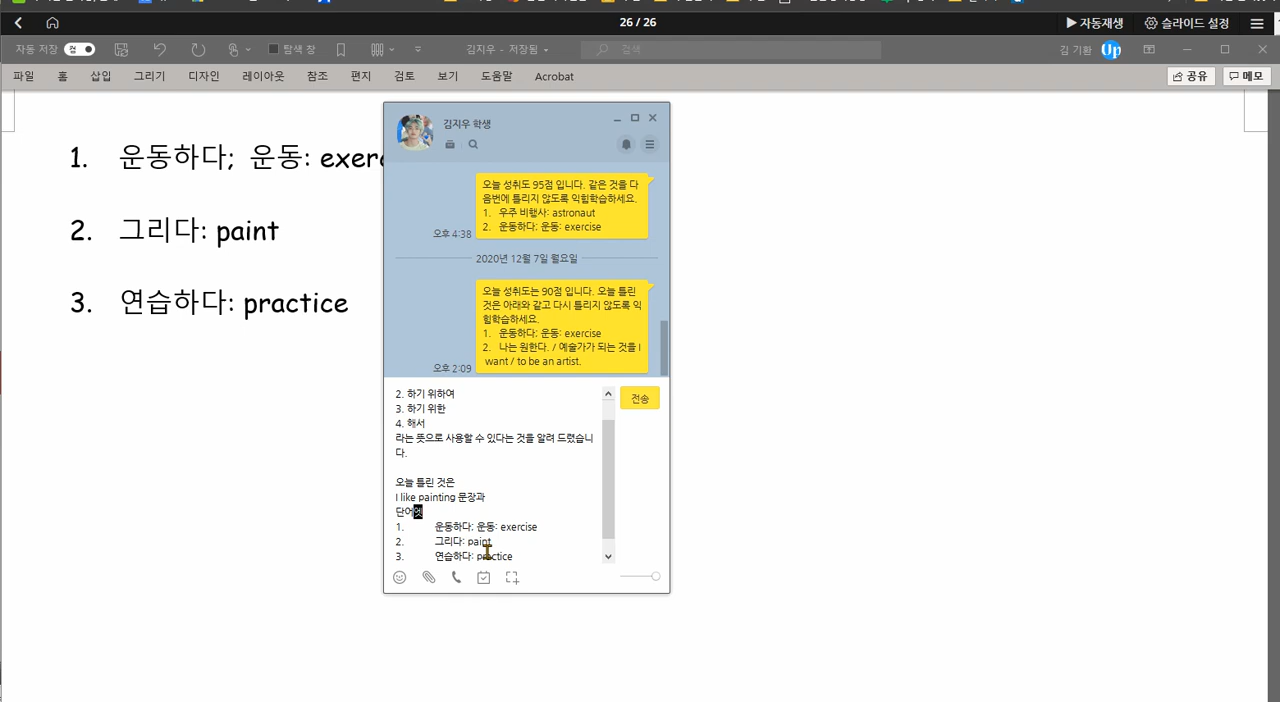 26 / 26
자동재생
슬라이드 설정
자동 저장
탐색 창
김지우 - 저장됨
검색
김 기환
Up
파일 홈 삽입 그리기 디자인 레이아웃 참조 편지 검토 보기 도움말 Acrobat
공유
메모
1. 운동하다; 운동: exerc
2. 그리다: paint
3. 연습하다: practice
김지우 학생
오늘 성취도 95점 입니다. 같은 것을 다
음번에 틀리지 않도록 익힘학습하세요.
1. 우주 비행사: astronaut
2. 운동하다; 운동: exercise
오후 4:38
2020년 12월 7일 월요일
오늘 성취도는 90점 입니다. 오늘 틀린
것은 아래와 같고 다시 틀리지 않도록 익
힘학습하세요.
1. 운동하다; 운동: exercise
2. 나는 원한다. / 예술가가 되는 것을 I
want / to be an artist.
오후 2:09
2. 하기 위하여
3. 하기 위한
4. 해서
라는 뜻으로 사용할 수 있다는 것을 알려 드렸습니
다.
오늘 틀린 것은
I like painting 문장과
단어엣
1. 운동하다; 운동: exercise
2. 그리다: paint
3. 연습하다: practice
전송